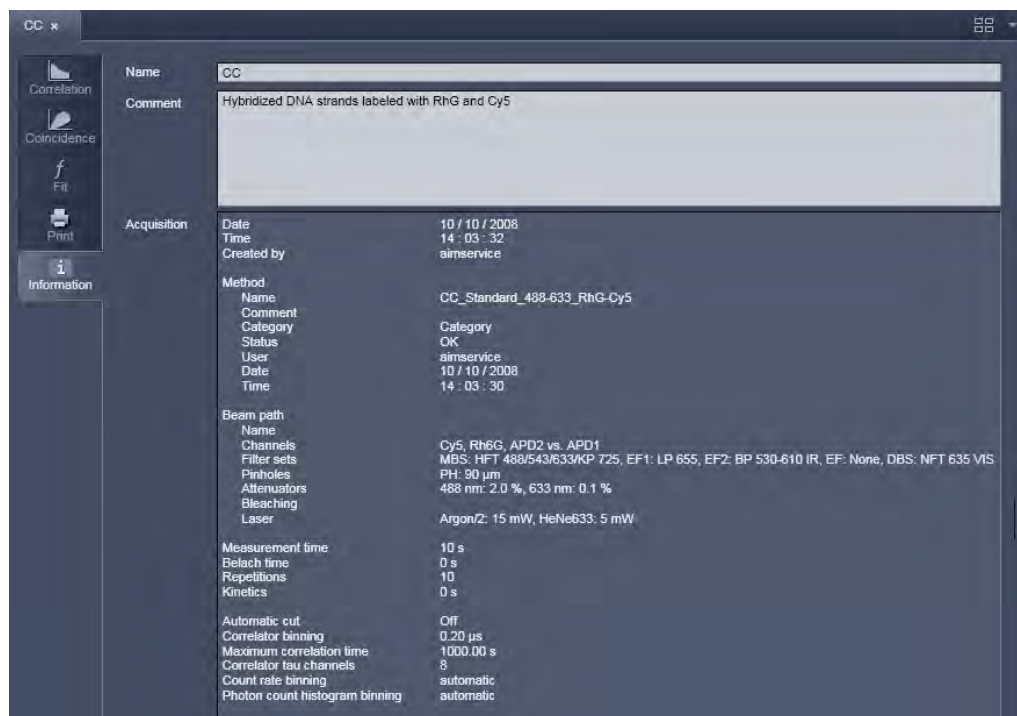 CC x
Correlation
Coincidence
f
Fit
Print
i
Information
Name CC
Comment Hybridized DNA strands labeled with RhG and Cy5
Acquisition
Date 10 / 10 / 2008
Time 14 : 03 : 32
Created by aimservice
Method
Name CC_Standard_488-633_RhG-Cy5
Comment
Category Category
Status OK
User aimservice
Date 10 / 10 / 2008
Time 14 : 03 : 30
Beam path
Name
Channels Cy5, Rh6G, APD2 vs. APD1
Filter sets MBS: HFT 488/543/633/KP 725, EF1: LP 655, EF2: BP 530-610 IR, EF: None, DBS: NFT 635 VIS
Pinholes PH: 90 µm
Attenuators 488 nm: 2.0 %, 633 nm: 0.1 %
Bleaching
Laser Argon/2: 15 mW, HeNe633: 5 mW
Measurement time 10 s
Belach time 0 s
Repetitions 10
Kinetics 0 s
Automatic cut Off
Correlator binning 0.20 µs
Maximum correlation time 1000.00 s
Correlator tau channels 8
Count rate binning automatic
Photon count histogram binning automatic